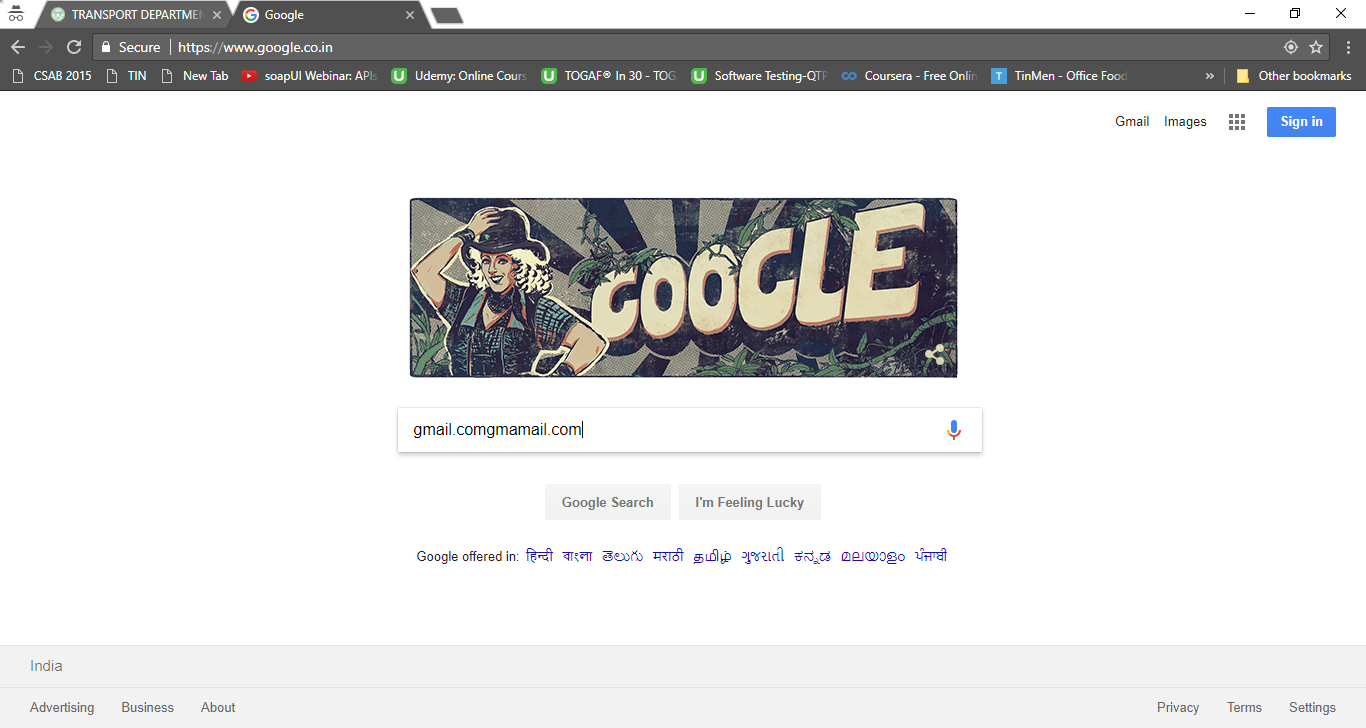 TRANSPORT DEPARTMEN Google
Secure https://www.google.co.in
CSAB 2015 TIN New Tab soapUI Webinar: APIs Udemy: Online Cours TOGAF® In 30 - TOG Software Testing-QTP Coursera - Free Onlin TinMen - Office Food » Other bookmarks
Gmail Images Sign in
GOOGLE
gmail.comgmamail.com
Google Search I'm Feeling Lucky
Google offered in: हिन्दी বাংলা తెలుగు मराठी தமிழ் ગુજરાતી ಕನ್ನಡ മലയാളം ਪੰਜਾਬੀ
India
Advertising Business About Privacy Terms Settings